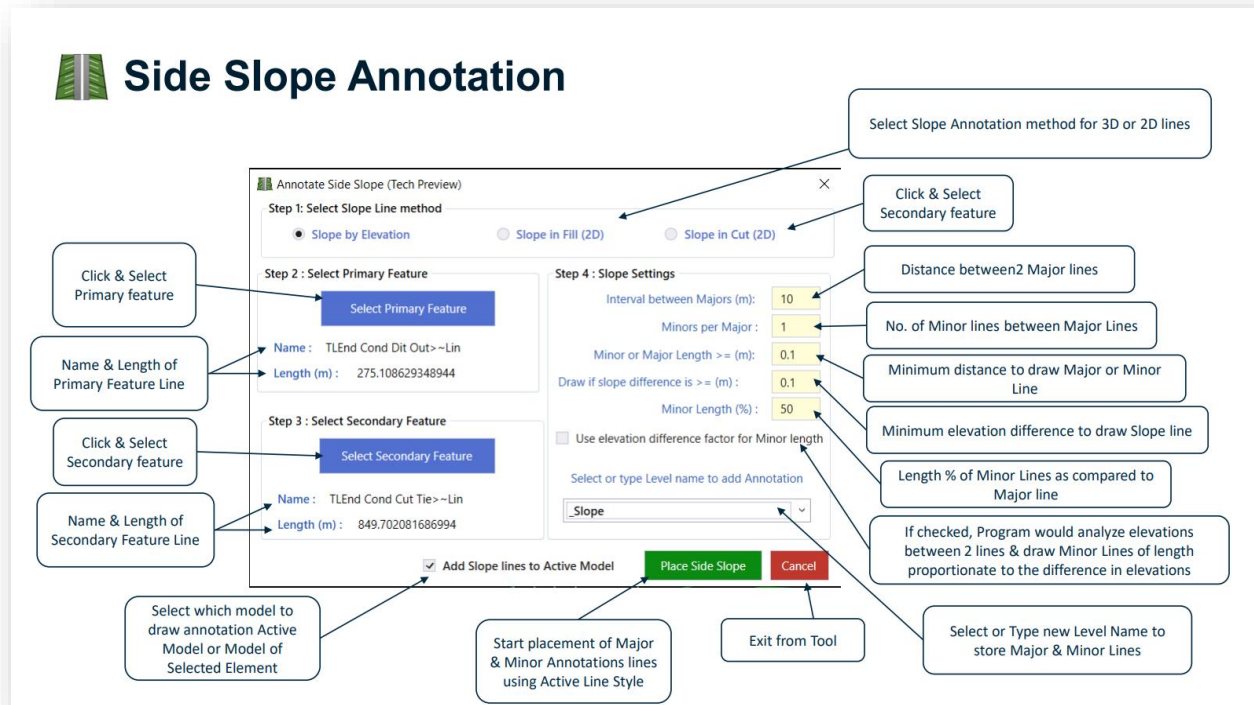 Side Slope Annotation
Select Slope Annotation method for 3D or 2D lines
Annotate Side Slope (Tech Preview)
Step 1: Select Slope Line method
Slope by Elevation
Slope in Fill (2D)
Slope in Cut (2D)
Click & Select
Secondary feature
Click & Select
Primary feature
Name & Length of
Primary Feature Line
Click & Select
Secondary feature
Name & Length of
Secondary Feature Line
Step 2 : Select Primary Feature
Select Primary Feature
Name : TLEnd Cond Dit Out>~Lin
Length (m) : 275.108629348944
Step 3 : Select Secondary Feature
Select Secondary Feature
Name : TLEnd Cond Cut Tie>~Lin
Length (m) : 849.702081686994
Step 4 : Slope Settings
Interval between Majors (m): 10
Minors per Major : 1
Minor or Major Length >= (m): 0.1
Draw if slope difference is >= (m) : 0.1
Minor Length (%) : 50
Use elevation difference factor for Minor length
Select or type Level name to add Annotation
_Slope
Add Slope lines to Active Model
Place Side Slope
Cancel
Distance between2 Major lines
No. of Minor lines between Major Lines
Minimum distance to draw Major or Minor
Line
Minimum elevation difference to draw Slope line
Length % of Minor Lines as compared to
Major line
If checked, Program would analyze elevations
between 2 lines & draw Minor Lines of length
proportionate to the difference in elevations
Select which model to
draw annotation Active
Model or Model of
Selected Element
Start placement of Major
& Minor Annotations lines
using Active Line Style
Exit from Tool
Select or Type new Level Name to
store Major & Minor Lines